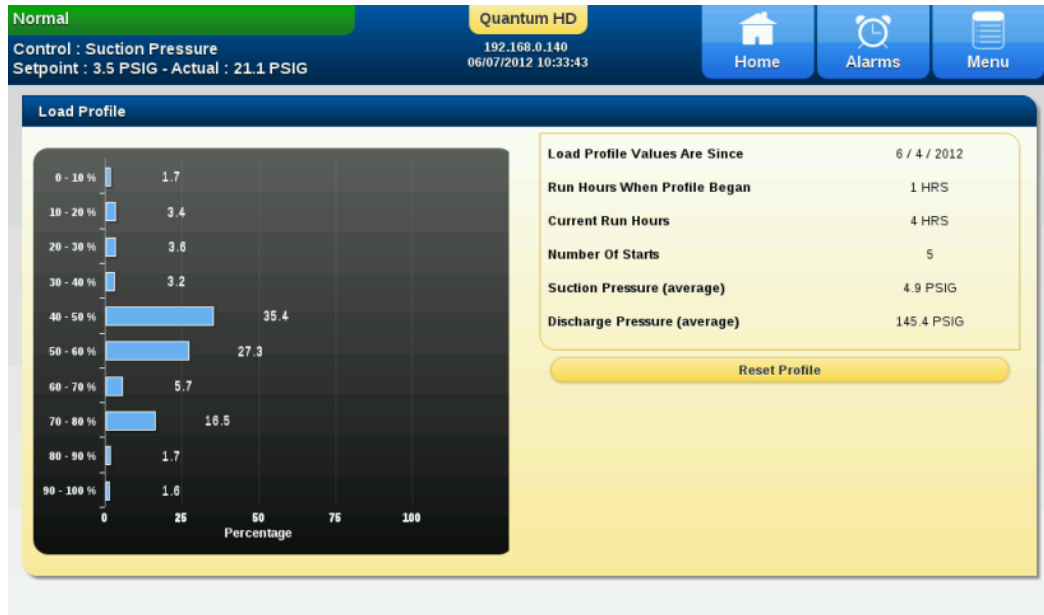 Normal
Control : Suction Pressure
Setpoint : 3.5 PSIG - Actual : 21.1 PSIG
Quantum HD
192.168.0.140
06/07/2012 10:33:43
Home
Alarms
Menu
Load Profile
0 - 10 % 1.7
10 - 20 % 3.4
20 - 30 % 3.6
30 - 40 % 3.2
40 - 50 % 35.4
50 - 60 % 27.3
60 - 70 % 5.7
70 - 80 % 16.5
80 - 90 % 1.7
90 - 100 % 1.6
0 25 50 75 100
Percentage
Load Profile Values Are Since 6 / 4 / 2012
Run Hours When Profile Began 1 HRS
Current Run Hours 4 HRS
Number Of Starts 5
Suction Pressure (average) 4.9 PSIG
Discharge Pressure (average) 145.4 PSIG
Reset Profile